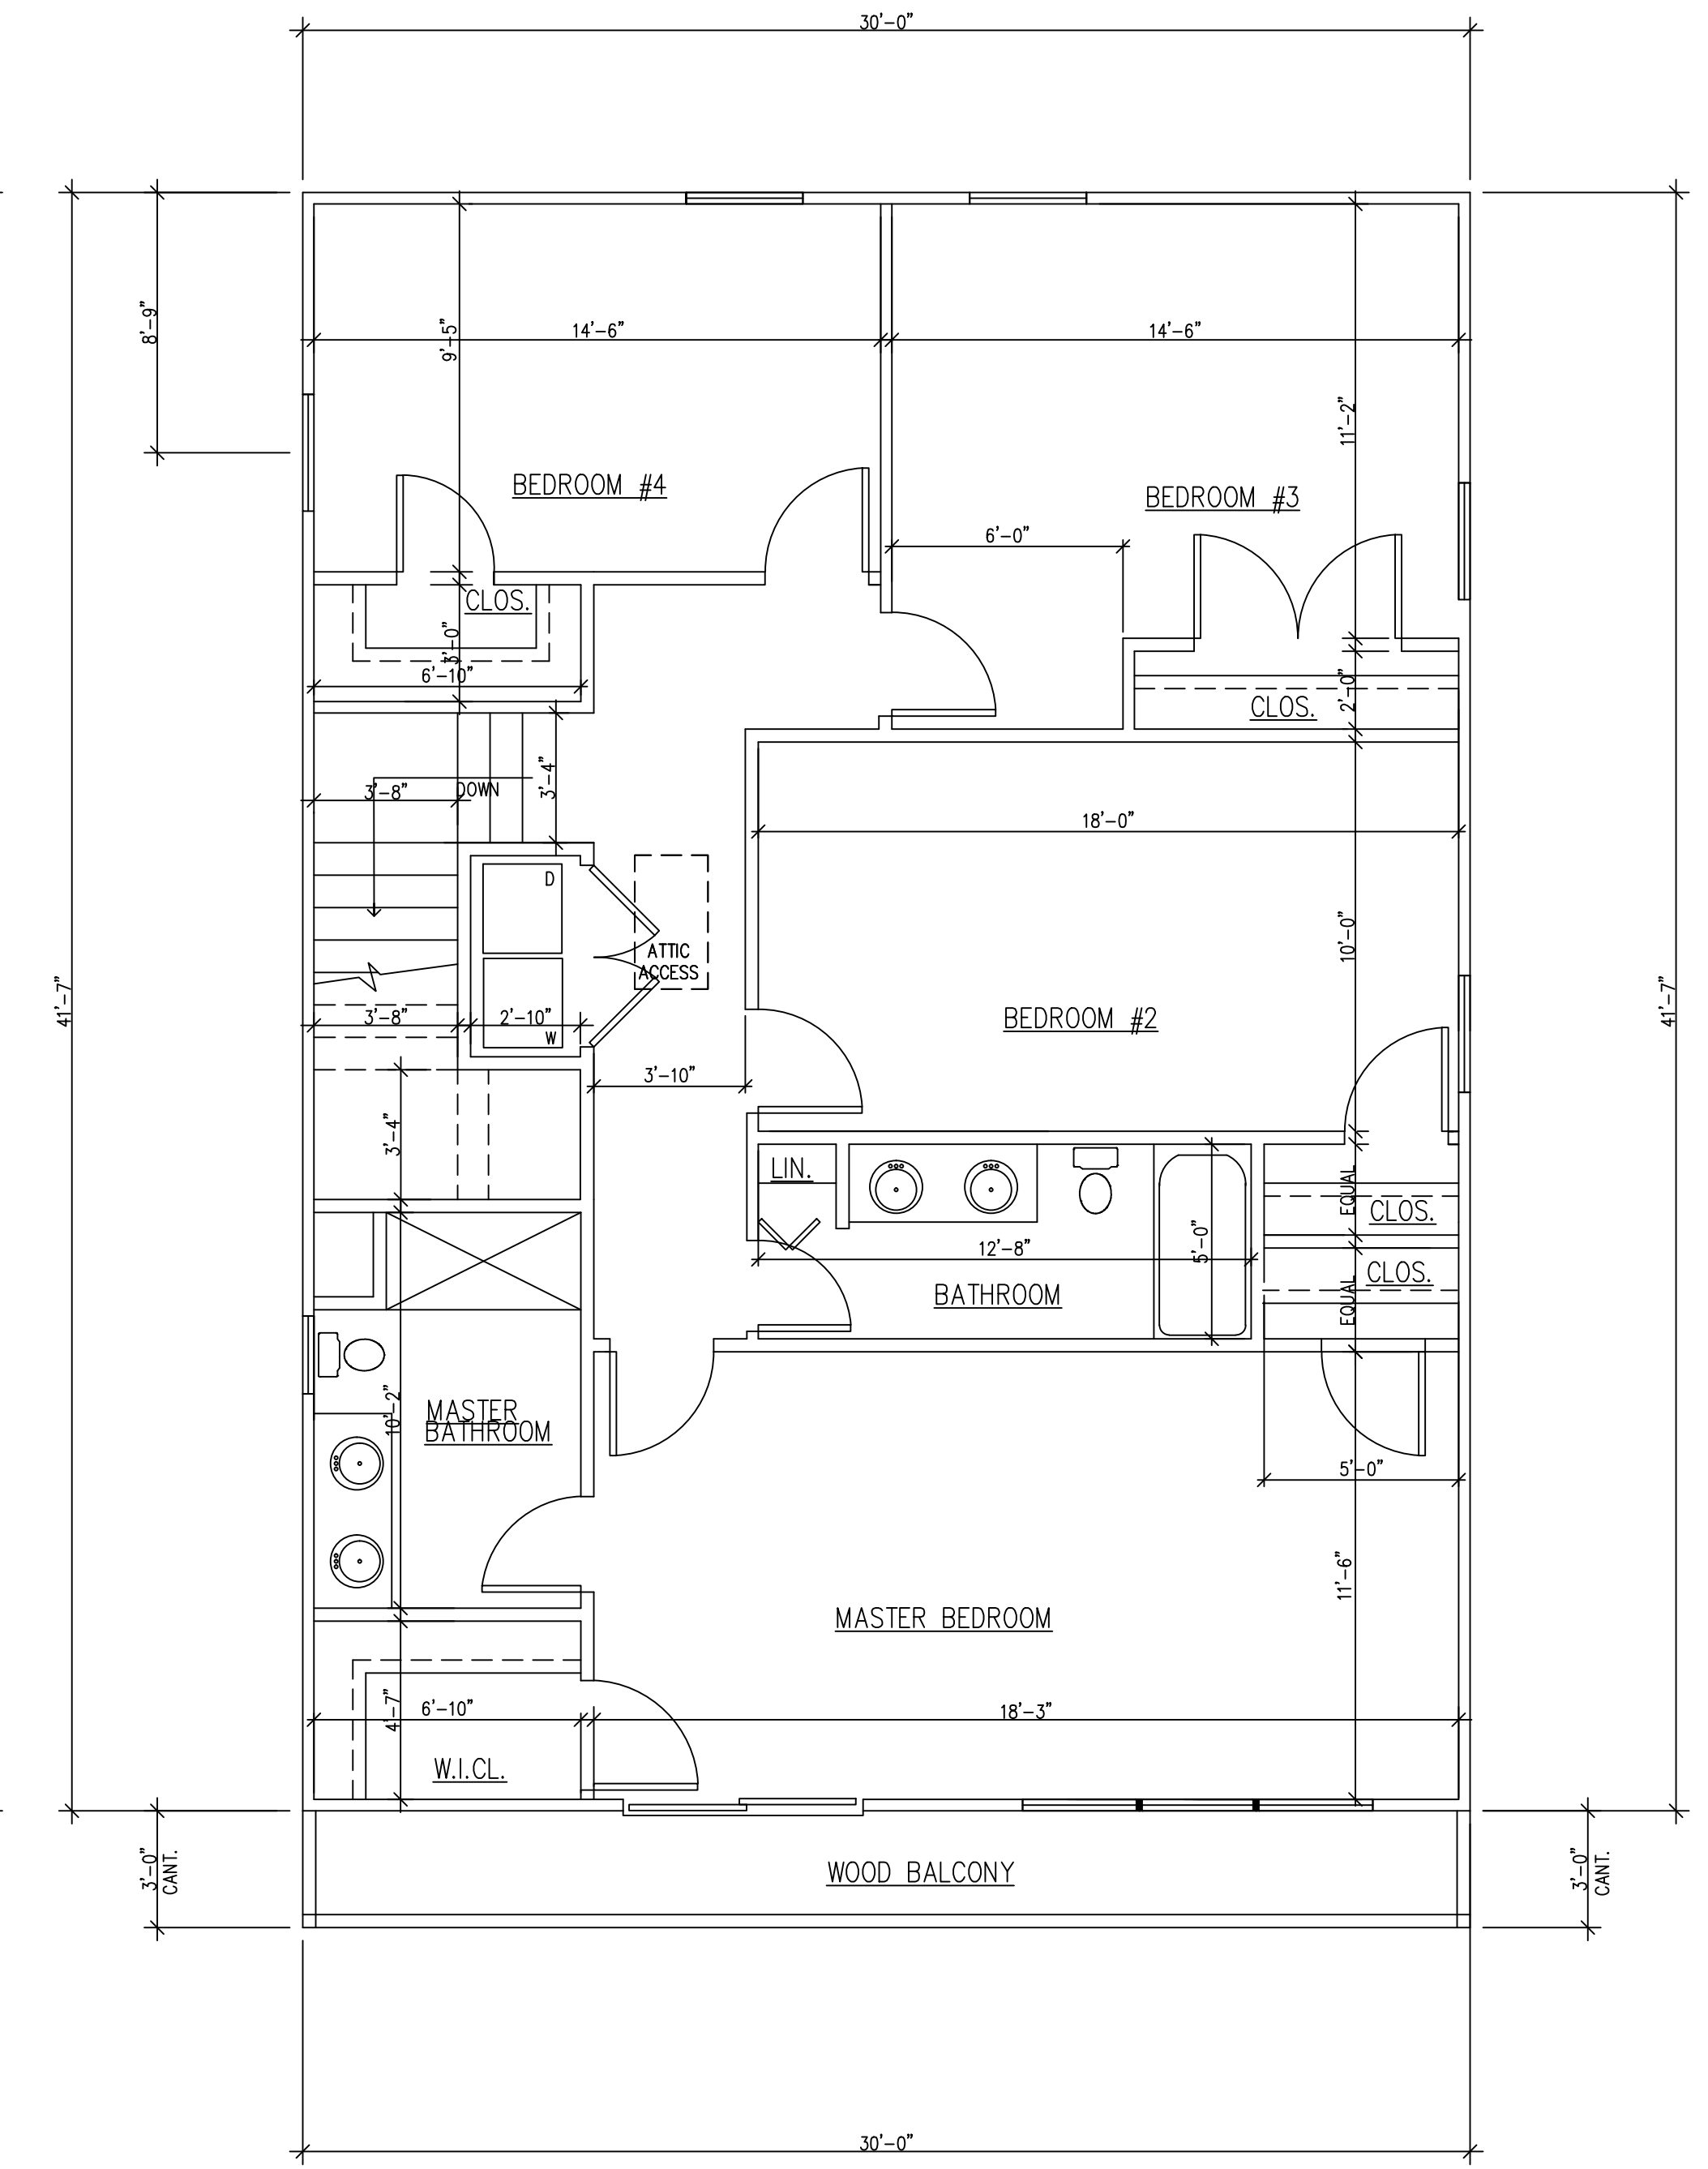 30'-0"
8'-9"
9'-5"
14'-6"
14'-6"
11'-2"
BEDROOM #4
BEDROOM #3
6'-0"
CLOS.
3'-0"
6'-10"
2'-0"
CLOS.
3'-4"
DOWN
3'-8"
18'-0"
D
ATTIC
ACCESS
10'-0"
41'-7"
41'-7"
3'-8"
2'-10"
W
BEDROOM #2
3'-10"
3'-4"
LIN.
EQUAL
CLOS.
12'-8"
5'-0"
CLOS.
BATHROOM
EQUAL
10'-2"
MASTER
BATHROOM
5'-0"
11'-6"
MASTER BEDROOM
4'-7"
6'-10"
18'-3"
W.I.CL.
3'-0"
CANT.
WOOD BALCONY
3'-0"
CANT.
30'-0"